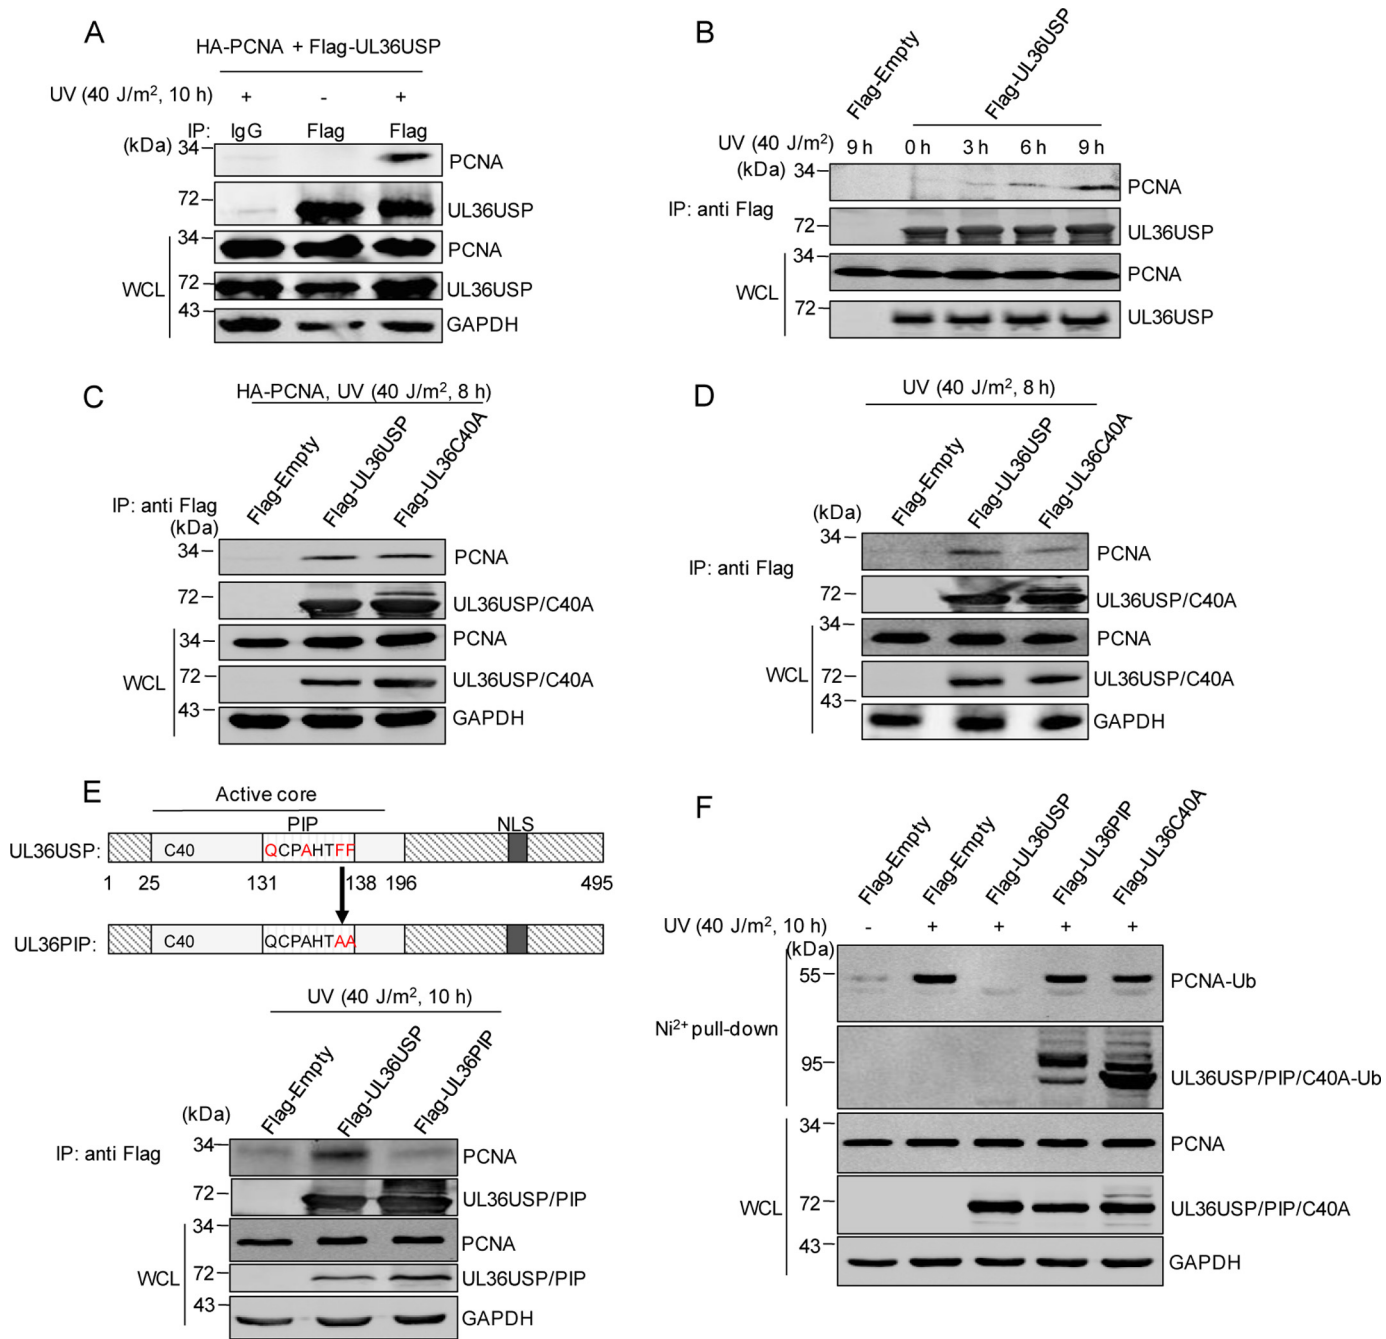 A
HA-PCNA + Flag-UL36USP
UV (40 J/m², 10 h) + - +
IP: IgG Flag Flag
(kDa)
34 PCNA
72 UL36USP
34 PCNA
WCL 72 UL36USP
43 GAPDH
B
Flag-Empty Flag-UL36USP
UV (40 J/m²) 9 h 0 h 3 h 6 h 9 h
(kDa)
34 PCNA
IP: anti Flag
72 UL36USP
34 PCNA
WCL
72 UL36USP
C
HA-PCNA, UV (40 J/m², 8 h)
Flag-Empty Flag-UL36USP Flag-UL36C40A
IP: anti Flag
(kDa)
34 PCNA
72 UL36USP/C40A
34 PCNA
WCL 72 UL36USP/C40A
43 GAPDH
D
UV (40 J/m², 8 h)
Flag-Empty Flag-UL36USP Flag-UL36C40A
(kDa)
34 PCNA
IP: anti Flag
72 UL36USP/C40A
34 PCNA
WCL 72 UL36USP/C40A
43 GAPDH
E
Active core
PIP NLS
UL36USP: C40 QCPAHTFF
1 25 131 138 196 495
UL36PIP: C40 QCPAHTAA
UV (40 J/m², 10 h)
Flag-Empty Flag-UL36USP Flag-UL36PIP
(kDa)
IP: anti Flag 34 PCNA
72 UL36USP/PIP
34 PCNA
WCL 72 UL36USP/PIP
43 GAPDH
F
Flag-Empty Flag-Empty Flag-UL36USP Flag-UL36PIP Flag-UL36C40A
UV (40 J/m², 10 h) - + + + +
(kDa)
55 PCNA-Ub
Ni²⁺ pull-down
95 UL36USP/PIP/C40A-Ub
34 PCNA
WCL 72 UL36USP/PIP/C40A
43 GAPDH